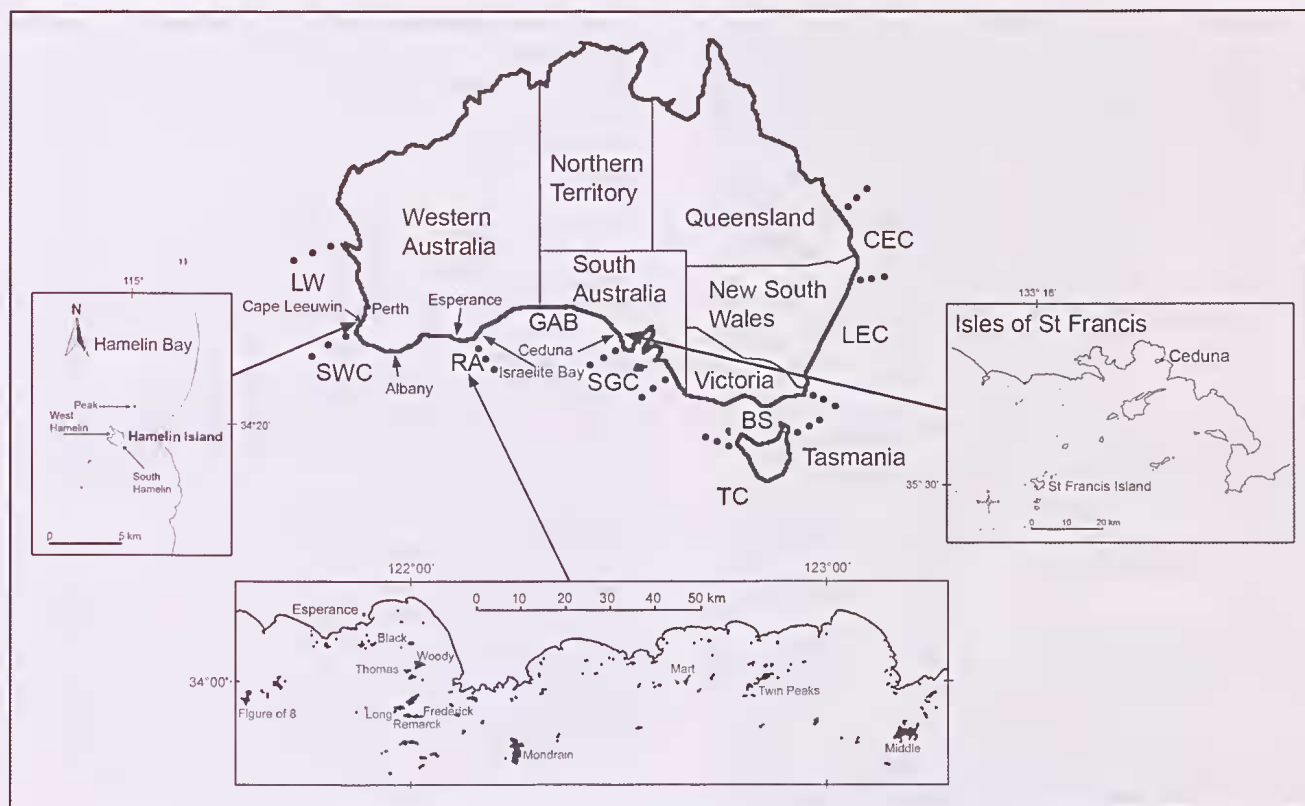 Northern
Territory
Western
Australia
Queensland
South
Australia
New South
Wales
Victoria
Tasmania
CEC
LEC
LW
Cape Leeuwin
Perth
Esperance
GAB
Ceduna
Israelite Bay
SWC
Albany
RA
SGC
BS
TC
115°
N
Hamelin Bay
Peak
West
Hamelin
Hamelin Island
South
Hamelin
34°20'
0 5 km
Isles of St Francis
Ceduna
35° 30'
St Francis Island
0 10 20 km
122°00'
123°00'
0 10 20 30 40 50 km
Esperance
Black
Woody
Thomas
Mart
34°00'
Twin Peaks
Figure of 8
Long
Frederick
Remarck
Mondrain
Middle